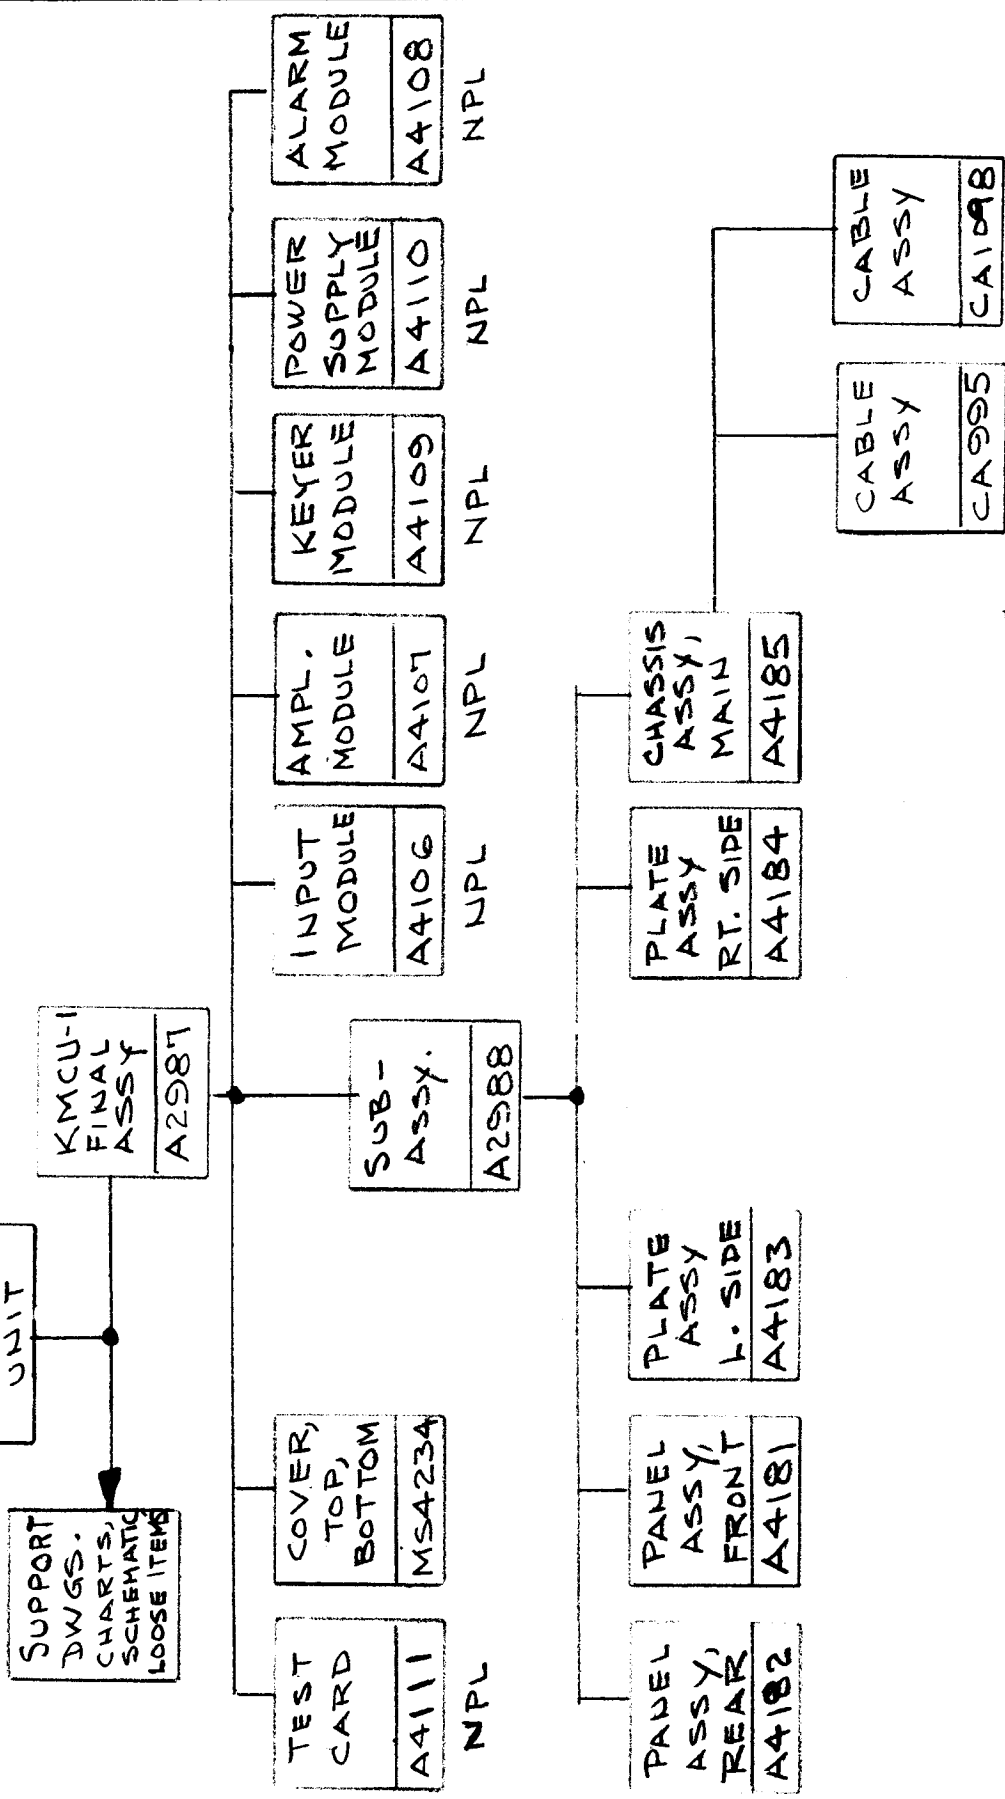 UNIT
SUPPORT
DWGS.
CHARTS,
SCHEMATIC
LOOSE ITEMS
KMCU-1
FINAL
ASSY
A2987
TEST
CARD
A4111
NPL
COVER,
TOP,
BOTTOM
MS4234
INPUT
MODULE
A4106
NPL
AMPL.
MODULE
A4107
NPL
KEYER
MODULE
A4109
NPL
POWER
SUPPLY
MODULE
A4110
NPL
ALARM
MODULE
A4108
NPL
SUB-
ASSY.
A2988
PANEL
ASSY,
REAR
A4182
PANEL
ASSY,
FRONT
A4181
PLATE
ASSY
L. SIDE
A4183
PLATE
ASSY
RT. SIDE
A4184
CHASSIS
ASSY,
MAIN
A4185
CABLE
ASSY
CA995
CABLE
ASSY
CA1098